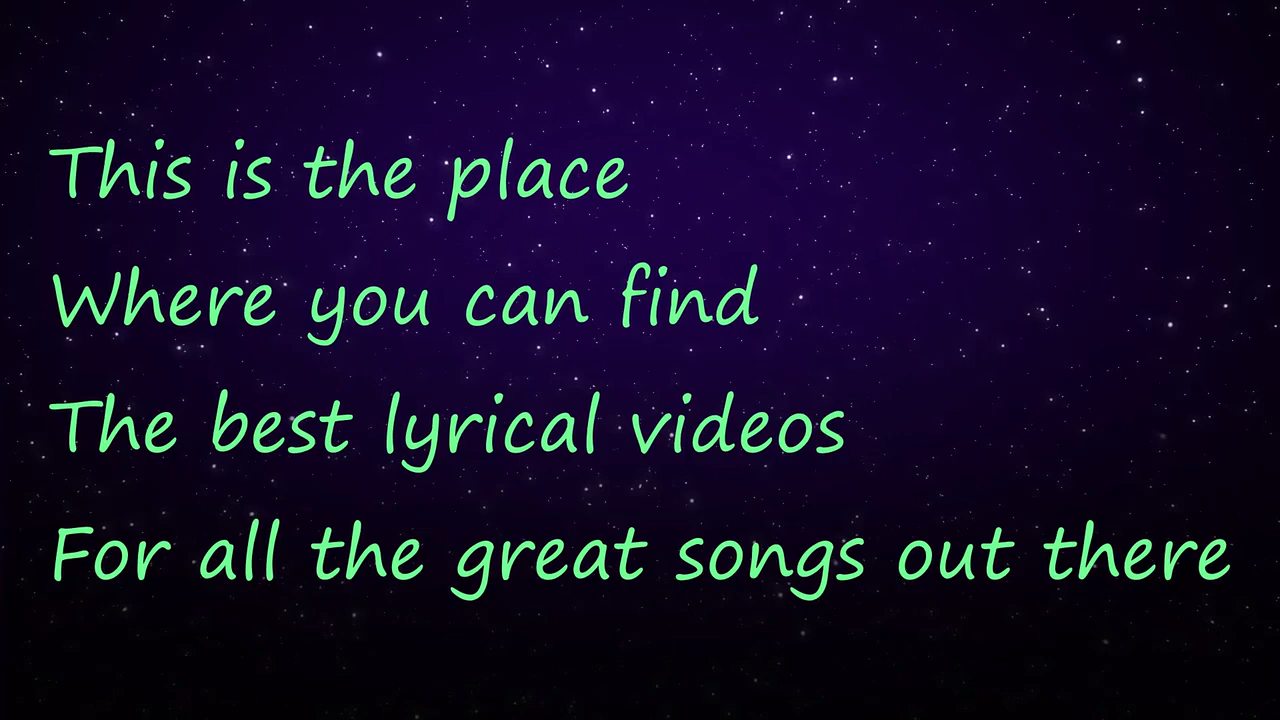 This is the place
Where you can find
The best lyrical videos
For all the great songs out there